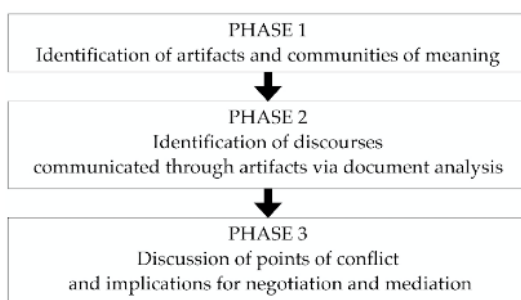 PHASE 1
Identification of artifacts and communities of meaning
PHASE 2
Identification of discourses
communicated through artifacts via document analysis
PHASE 3
Discussion of points of conflict
and implications for negotiation and mediation